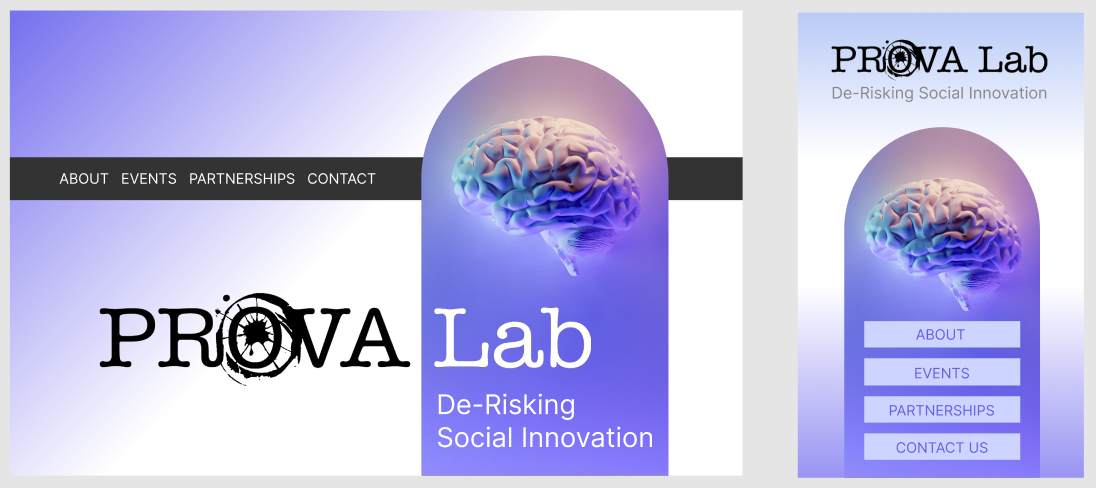 ABOUT EVENTS PARTNERSHIPS CONTACT
PROVA Lab
De-Risking
Social Innovation
PROVA Lab
De-Risking Social Innovation
ABOUT
EVENTS
PARTNERSHIPS
CONTACT US